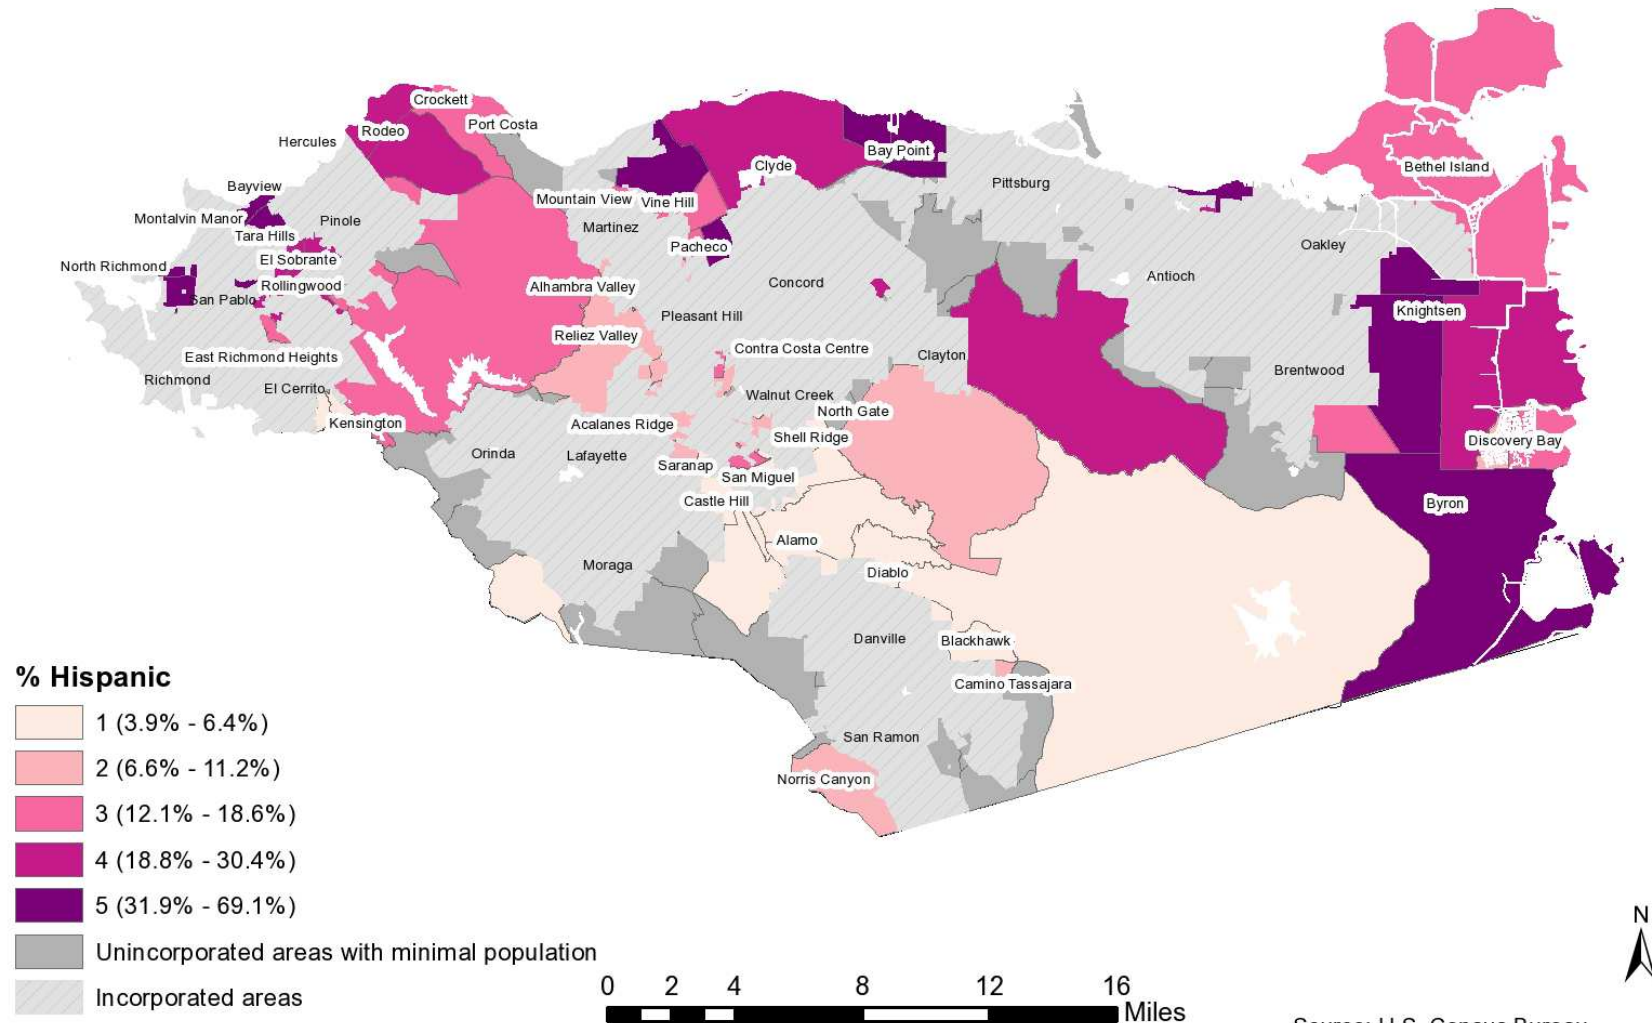 Crockett
Port Costa
Rodeo
Hercules
Bay Point
Clyde
Bethel Island
Pittsburg
Bayview
Mountain View
Vine Hill
Montalvin Manor
Pinole
Martinez
Tara Hills
Pacheco
Oakley
El Sobrante
North Richmond
Antioch
Rollingwood
Alhambra Valley
Concord
San Pablo
Knightsen
Pleasant Hill
Reliez Valley
Contra Costa Centre
East Richmond Heights
Clayton
Brentwood
Richmond
El Cerrito
Walnut Creek
North Gate
Kensington
Acalanes Ridge
Shell Ridge
Discovery Bay
Orinda
Lafayette
Saranap
San Miguel
Castle Hill
Byron
Alamo
Moraga
Diablo
Danville
Blackhawk
Camino Tassajara
San Ramon
Norris Canyon
% Hispanic
1 (3.9% - 6.4%)
2 (6.6% - 11.2%)
3 (12.1% - 18.6%)
4 (18.8% - 30.4%)
5 (31.9% - 69.1%)
Unincorporated areas with minimal population
Incorporated areas
0 2 4 8 12 16
Miles
N
Source: U.S. Census Bureau